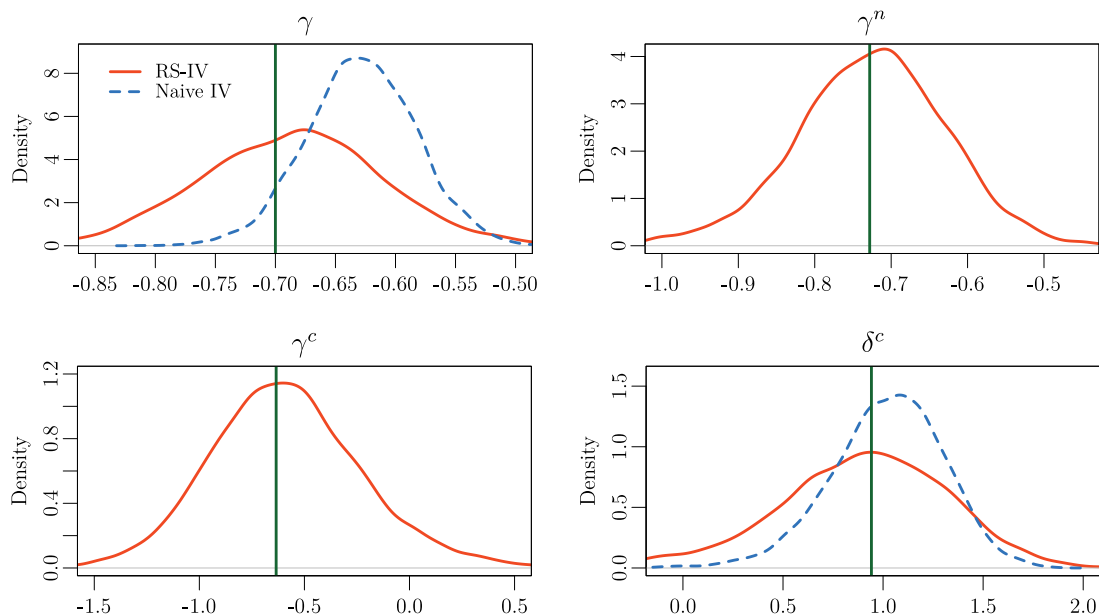 γ
Density
0 2 4 6 8
RS-IV
Naive IV
-0.85 -0.80 -0.75 -0.70 -0.65 -0.60 -0.55 -0.50
γⁿ
Density
0 1 2 3 4
-1.0 -0.9 -0.8 -0.7 -0.6 -0.5
γᶜ
Density
0.0 0.4 0.8 1.2
-1.5 -1.0 -0.5 0.0 0.5
δᶜ
Density
0.0 0.5 1.0 1.5
0.0 0.5 1.0 1.5 2.0